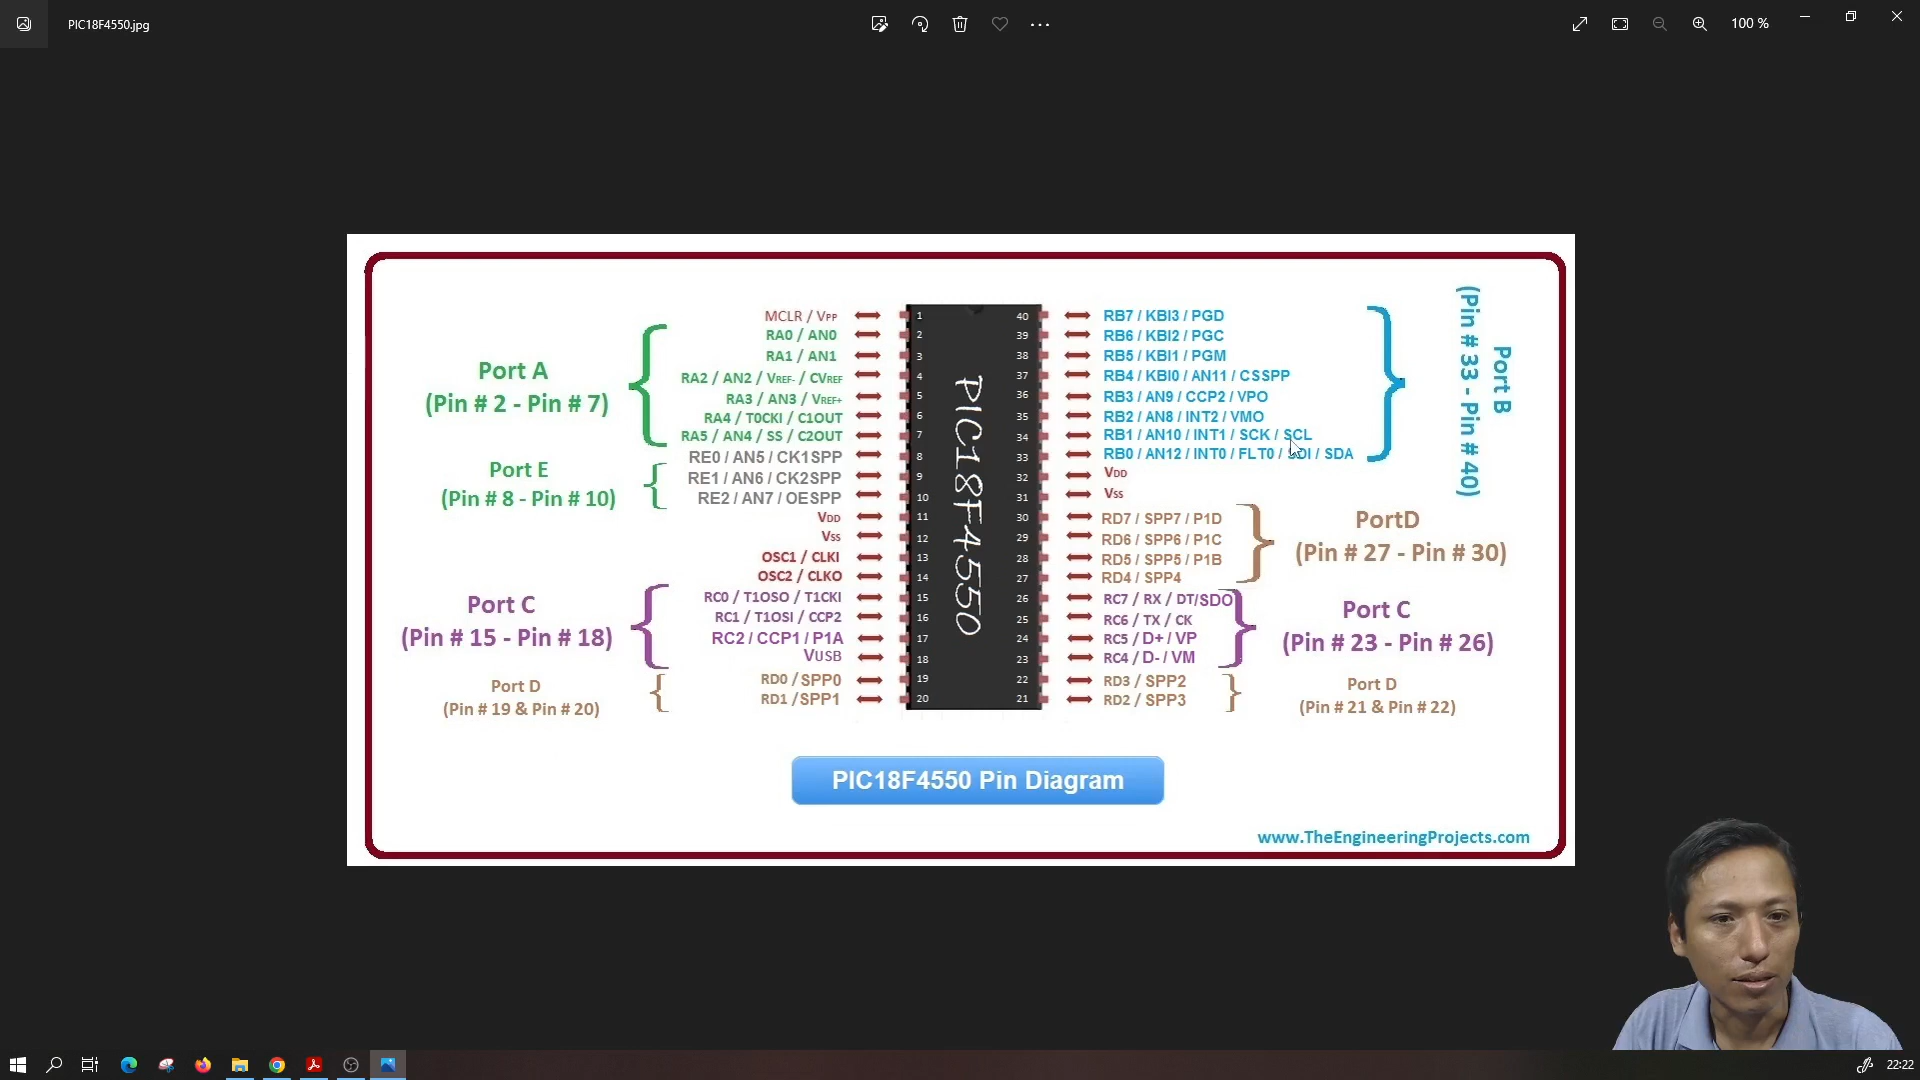 PIC18F4550.jpg
100 %
MCLR / VPP
RA0 / AN0
RA1 / AN1
RA2 / AN2 / VREF- / CVREF
RA3 / AN3 / VREF+
RA4 / T0CKI / C1OUT
RA5 / AN4 / SS / C2OUT
RE0 / AN5 / CK1SPP
RE1 / AN6 / CK2SPP
RE2 / AN7 / OESPP
VDD
VSS
OSC1 / CLKI
OSC2 / CLKO
RC0 / T1OSO / T1CKI
RC1 / T1OSI / CCP2
RC2 / CCP1 / P1A
VUSB
RD0 / SPP0
RD1 / SPP1
Port A
(Pin # 2 - Pin # 7)
Port E
(Pin # 8 - Pin # 10)
Port C
(Pin # 15 - Pin # 18)
Port D
(Pin # 19 & Pin # 20)
1
2
3
4
5
6
7
8
9
10
11
12
13
14
15
16
17
18
19
20
PIC18F4550
40
39
38
37
36
35
34
33
32
31
30
29
28
27
26
25
24
23
22
21
RB7 / KBI3 / PGD
RB6 / KBI2 / PGC
RB5 / KBI1 / PGM
RB4 / KBI0 / AN11 / CSSPP
RB3 / AN9 / CCP2 / VPO
RB2 / AN8 / INT2 / VMO
RB1 / AN10 / INT1 / SCK / SCL
RB0 / AN12 / INT0 / FLT0 / SDI / SDA
VDD
VSS
RD7 / SPP7 / P1D
RD6 / SPP6 / P1C
RD5 / SPP5 / P1B
RD4 / SPP4
RC7 / RX / DT/SDO
RC6 / TX / CK
RC5 / D+ / VP
RC4 / D- / VM
RD3 / SPP2
RD2 / SPP3
Port B
(Pin # 33 - Pin # 40)
PortD
(Pin # 27 - Pin # 30)
Port C
(Pin # 23 - Pin # 26)
Port D
(Pin # 21 & Pin # 22)
PIC18F4550 Pin Diagram
www.TheEngineeringProjects.com
22:22